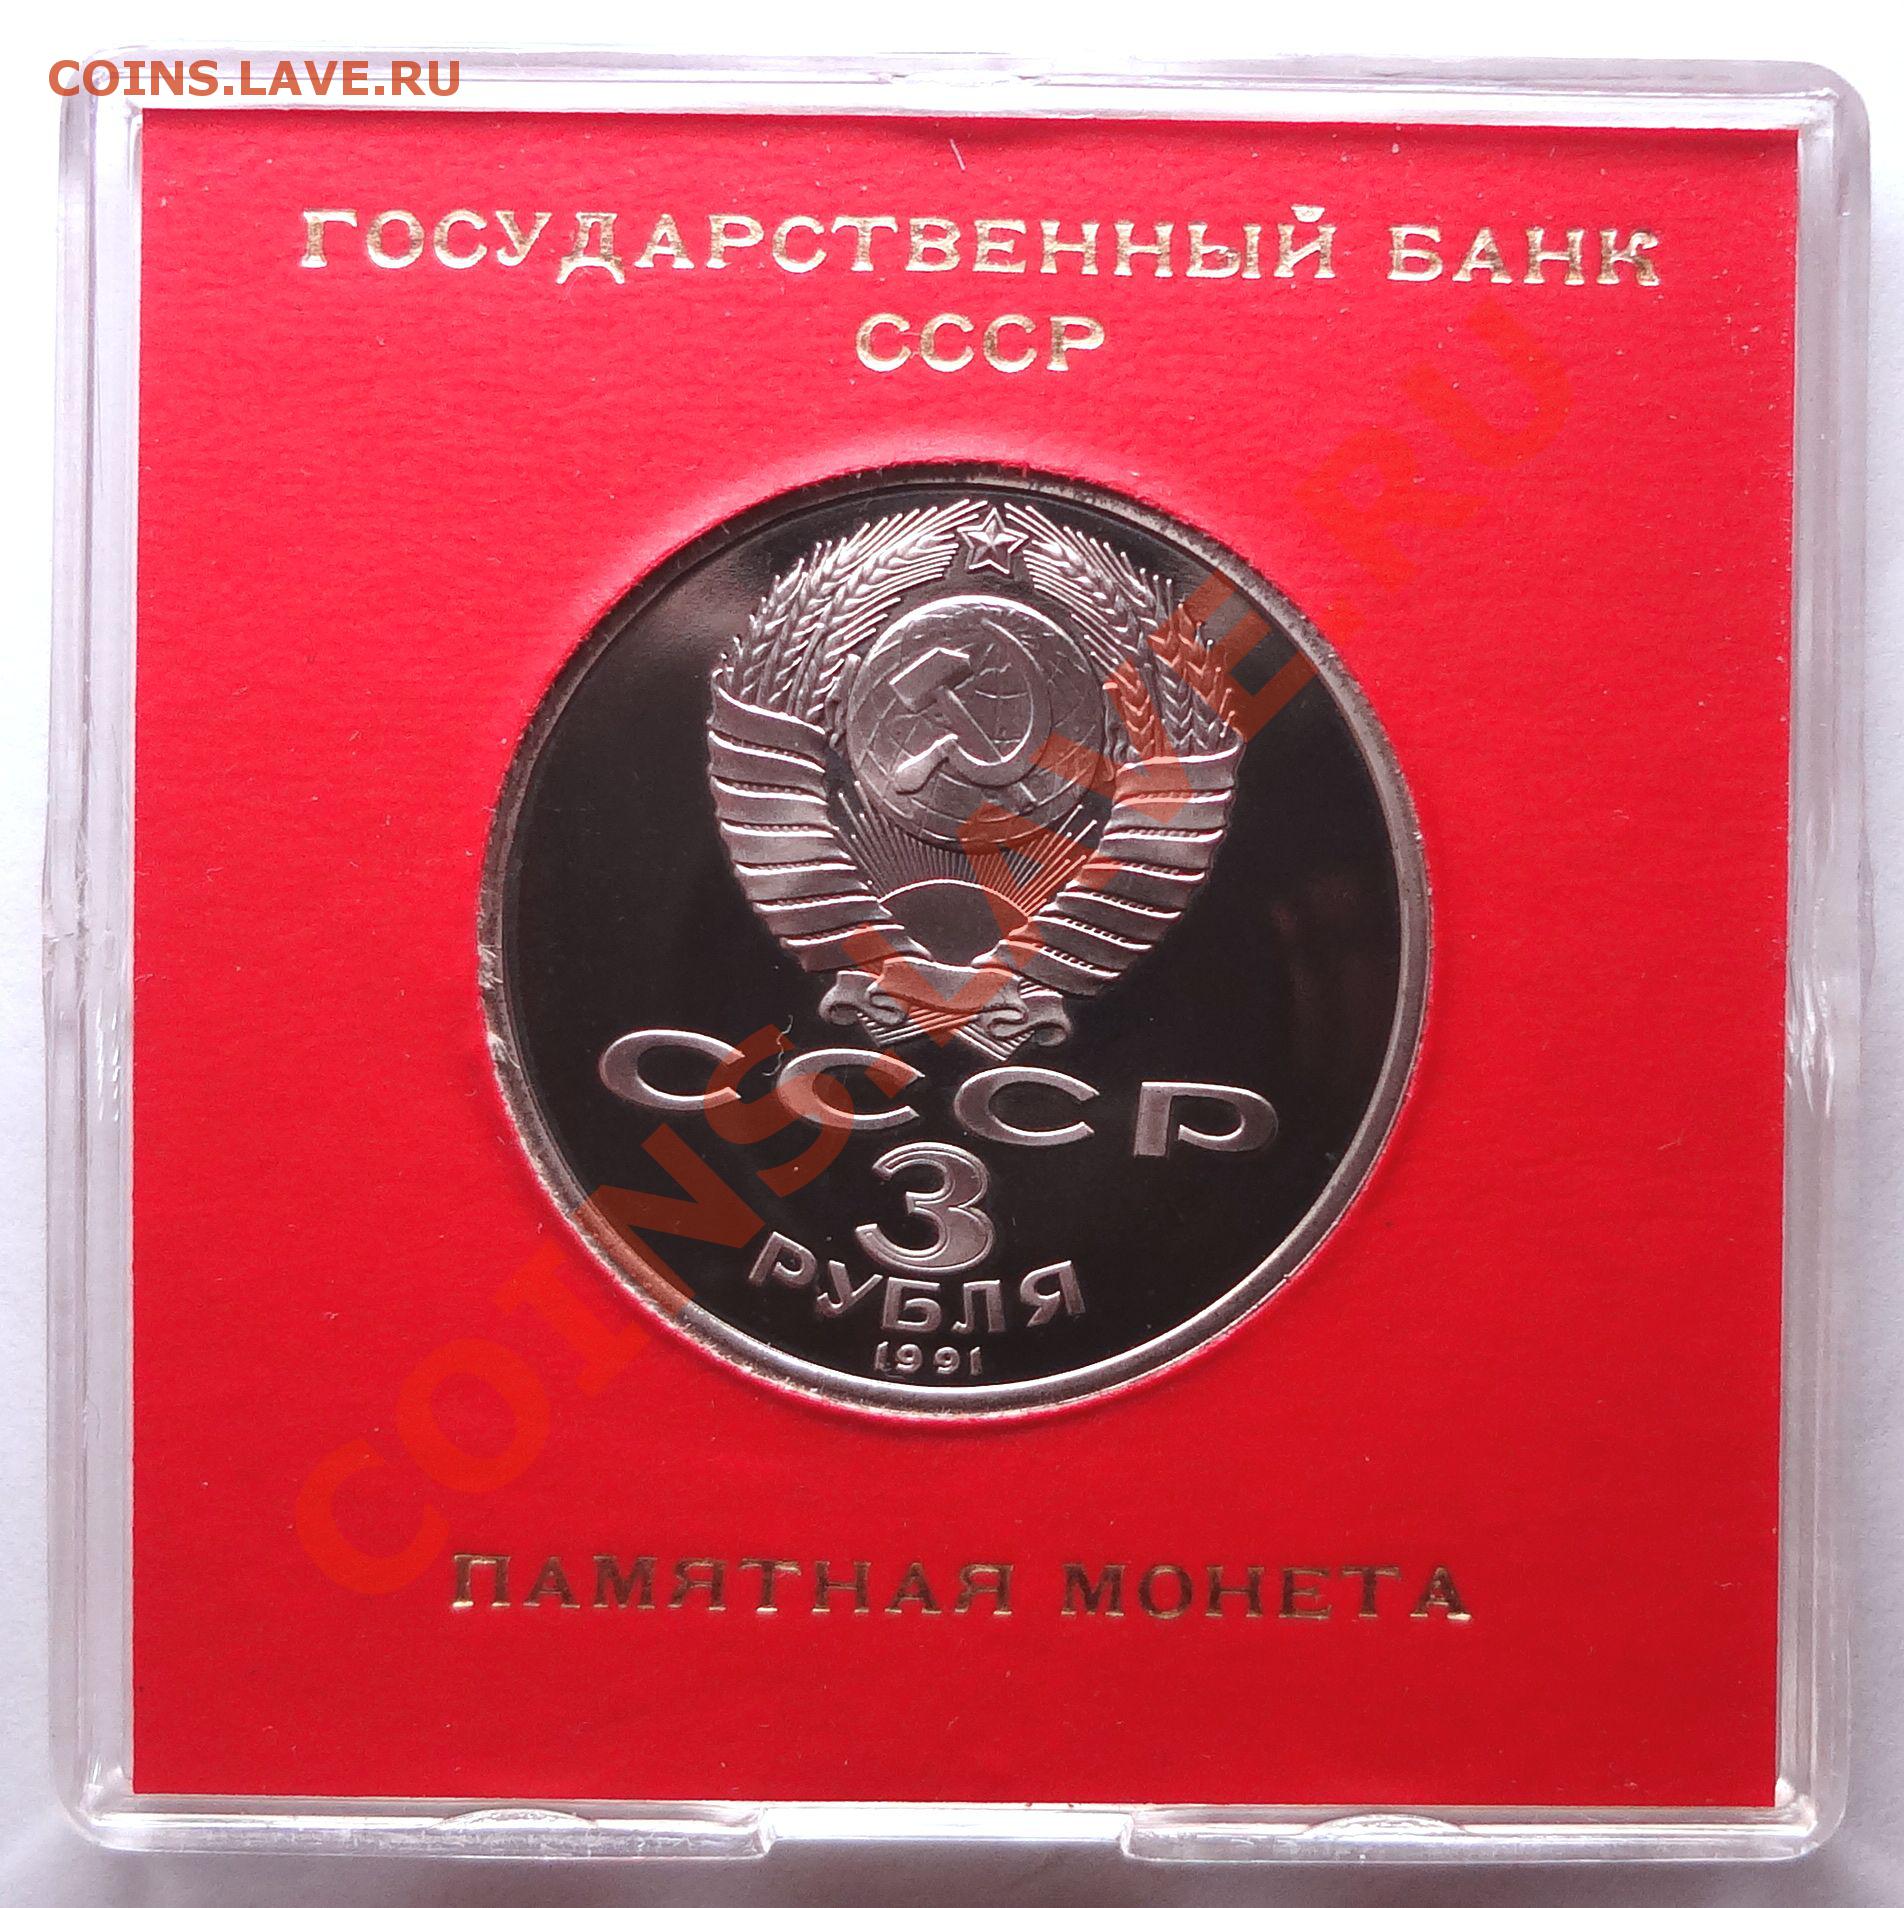 COINS.LAVE.RU
ГОСУДАРСТВЕННЫЙ БАНК
СССР
СССР
3
РУБЛЯ
1991
COINS.LAVE.RU
ПАМЯТНАЯ МОНЕТА